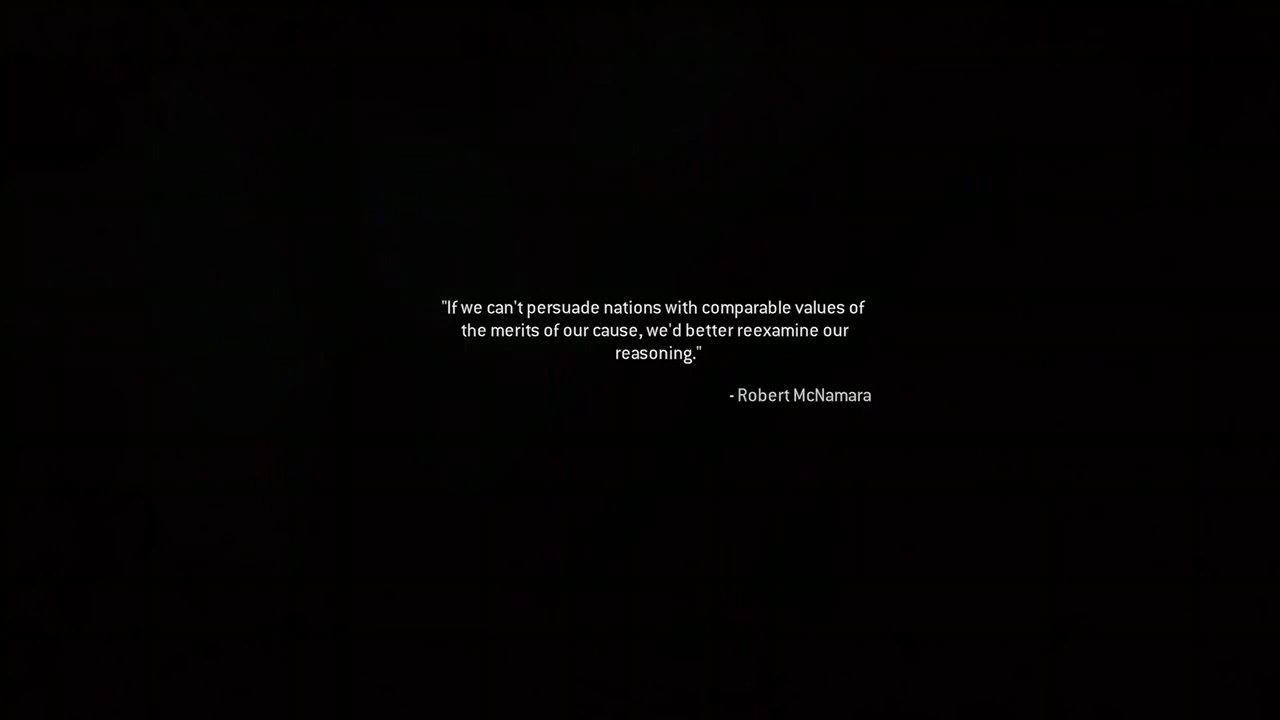 "If we can't persuade nations with comparable values of
the merits of our cause, we'd better reexamine our
reasoning."
- Robert McNamara